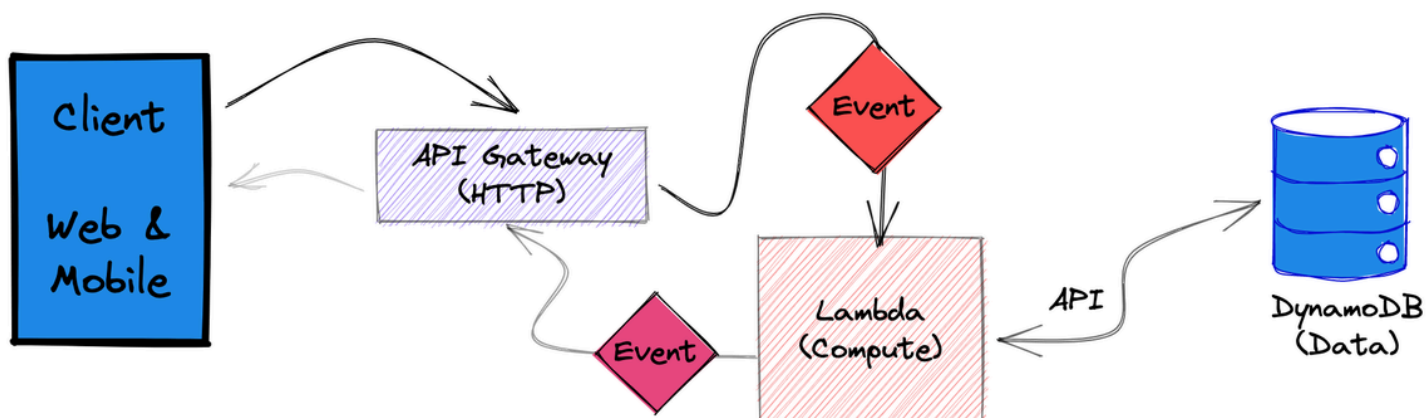 Client
Web &
Mobile
API Gateway
(HTTP)
Event
Event
Lambda
(Compute)
API
DynamoDB
(Data)